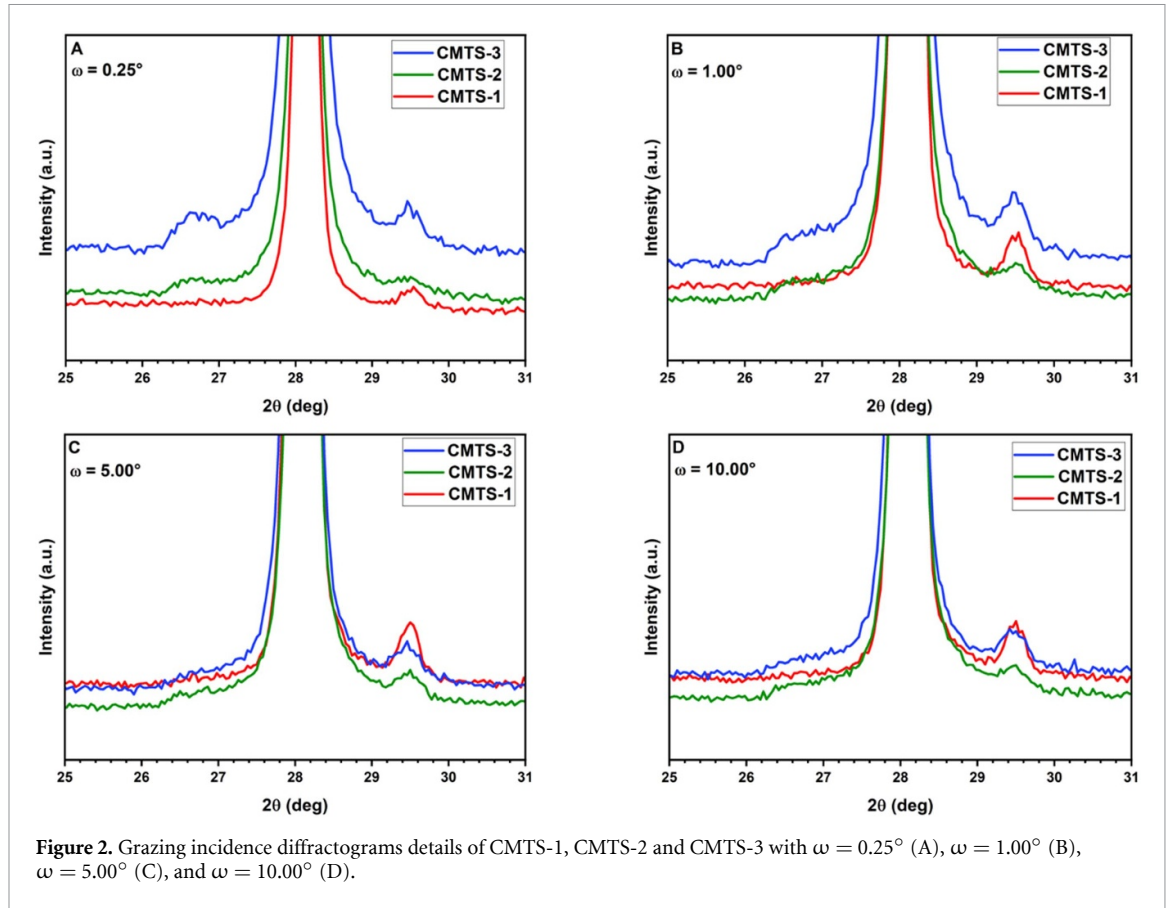 A
ω = 0.25°
CMTS-3
CMTS-2
CMTS-1
Intensity (a.u.)
25 26 27 28 29 30 31
2θ (deg)
B
ω = 1.00°
CMTS-3
CMTS-2
CMTS-1
Intensity (a.u.)
25 26 27 28 29 30 31
2θ (deg)
C
ω = 5.00°
CMTS-3
CMTS-2
CMTS-1
Intensity (a.u.)
25 26 27 28 29 30 31
2θ (deg)
D
ω = 10.00°
CMTS-3
CMTS-2
CMTS-1
Intensity (a.u.)
25 26 27 28 29 30 31
2θ (deg)
Figure 2. Grazing incidence diffractograms details of CMTS-1, CMTS-2 and CMTS-3 with ω = 0.25° (A), ω = 1.00° (B),
ω = 5.00° (C), and ω = 10.00° (D).